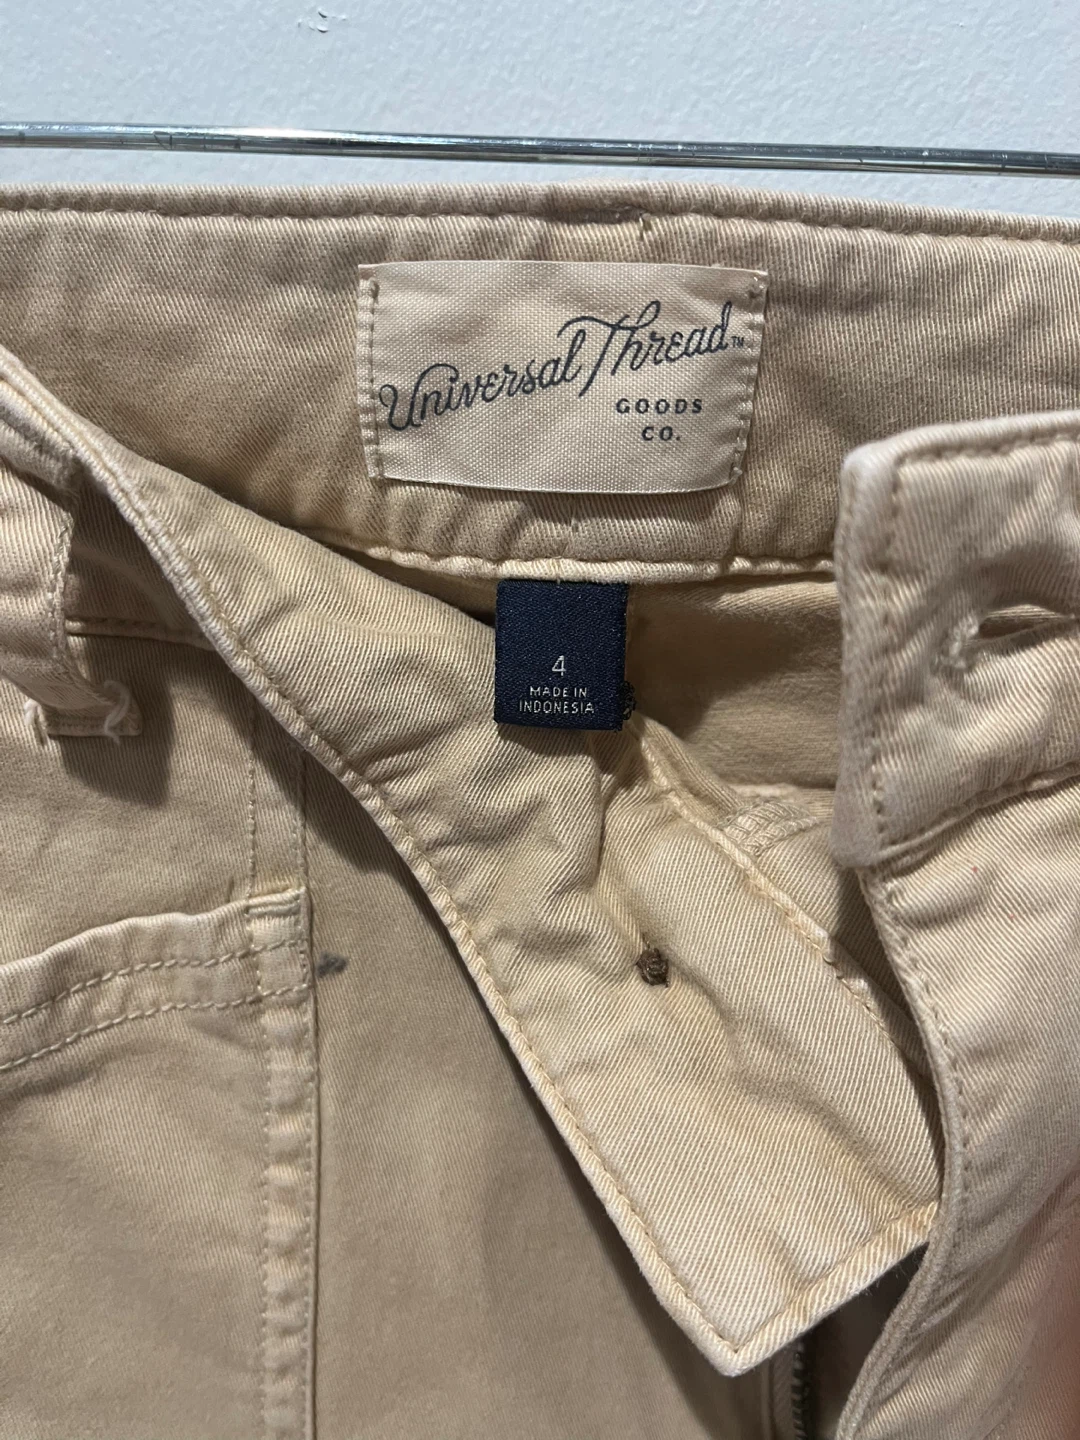 Universal Thread™
GOODS
CO.
4
MADE IN
INDONESIA